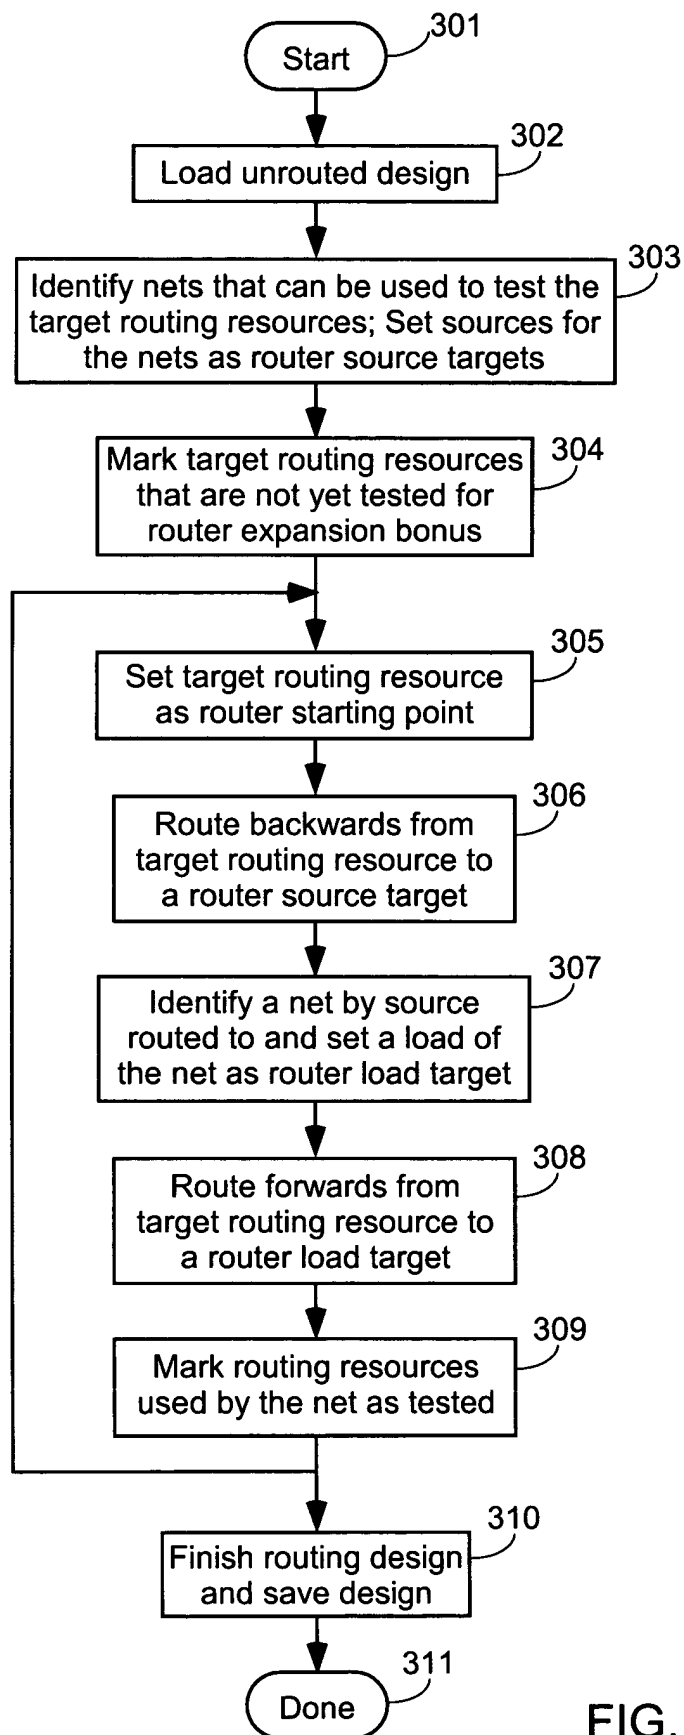 301
Start
302
Load unrouted design
303
Identify nets that can be used to test the
target routing resources; Set sources for
the nets as router source targets
304
Mark target routing resources
that are not yet tested for
router expansion bonus
305
Set target routing resource
as router starting point
306
Route backwards from
target routing resource to
a router source target
307
Identify a net by source
routed to and set a load of
the net as router load target
308
Route forwards from
target routing resource to
a router load target
309
Mark routing resources
used by the net as tested
310
Finish routing design
and save design
311
Done
FIG.